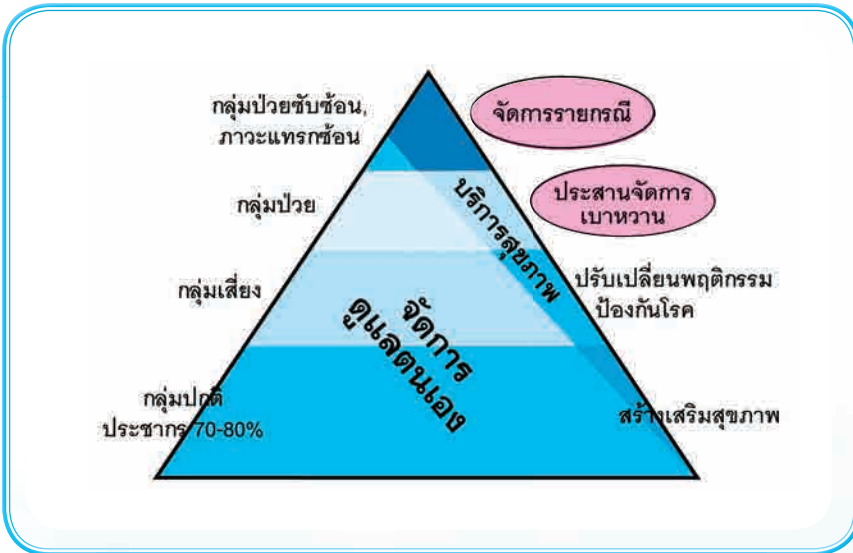 กลุ่มป่วยซับซ้อน,
ภาวะแทรกซ้อน
จัดการรายกรณี
กลุ่มป่วย
บริการสุขภาพ
ประสานจัดการ
เบาหวาน
กลุ่มเสี่ยง
ปรับเปลี่ยนพฤติกรรม
ป้องกันโรค
จัดการ
ดูแลตนเอง
กลุ่มปกติ
ประชากร 70-80%
สร้างเสริมสุขภาพ